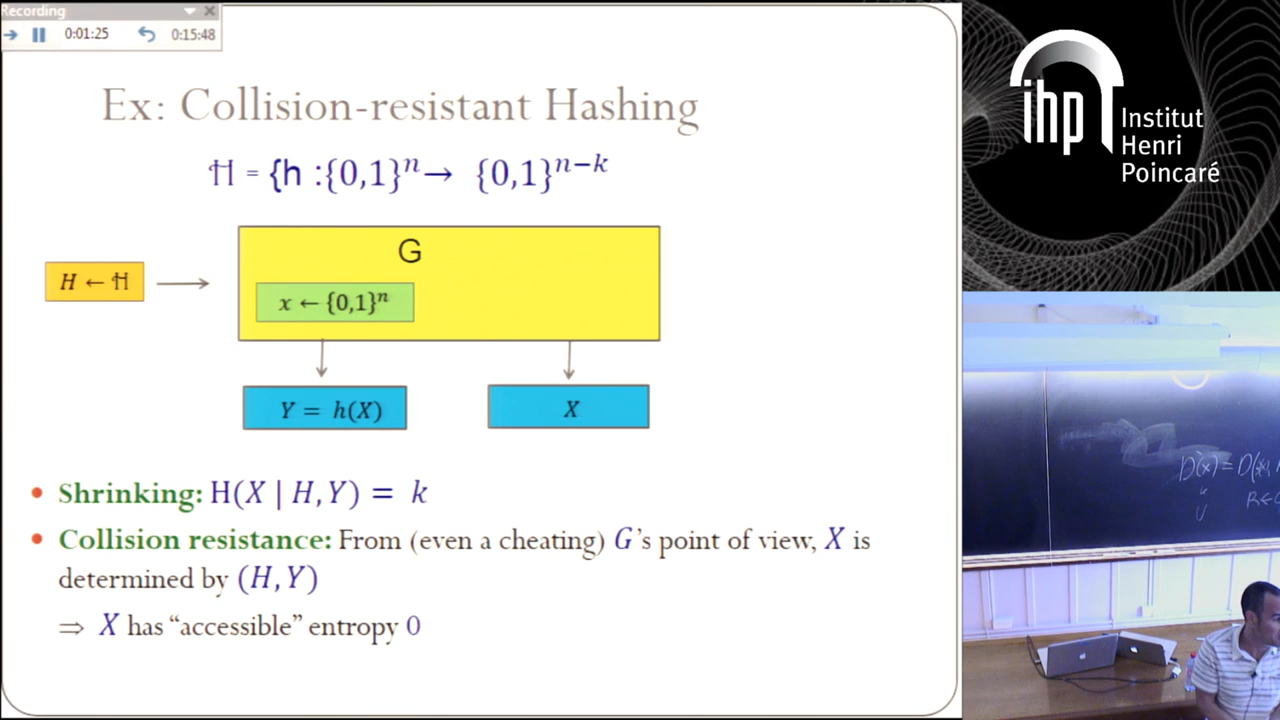 Recording
0:01:25
0:15:48
Ex: Collision-resistant Hashing
Ħ = {h :{0,1}ⁿ→ {0,1}ⁿ⁻ᵏ
G
H ← Ħ
x ← {0,1}ⁿ
Y = h(X)
X
• Shrinking: H(X | H,Y) = k
• Collision resistance: From (even a cheating) G's point of view, X is
determined by (H,Y)
⇒ X has “accessible” entropy 0
ihp
Institut
Henri
Poincaré